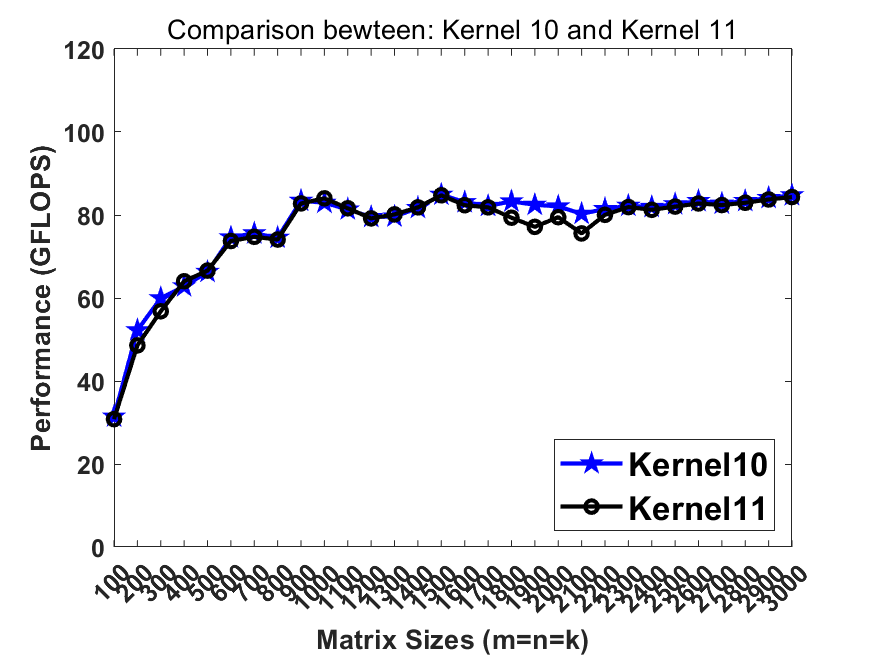 Comparison bewteen: Kernel 10 and Kernel 11
120
100
80
60
40
20
0
Performance (GFLOPS)
Kernel10
Kernel11
100 200 300 400 500 600 700 800 900 1000 1100 1200 1300 1400 1500 1600 1700 1800 1900 2000 2100 2200 2300 2400 2500 2600 2700 2800 2900 3000
Matrix Sizes (m=n=k)